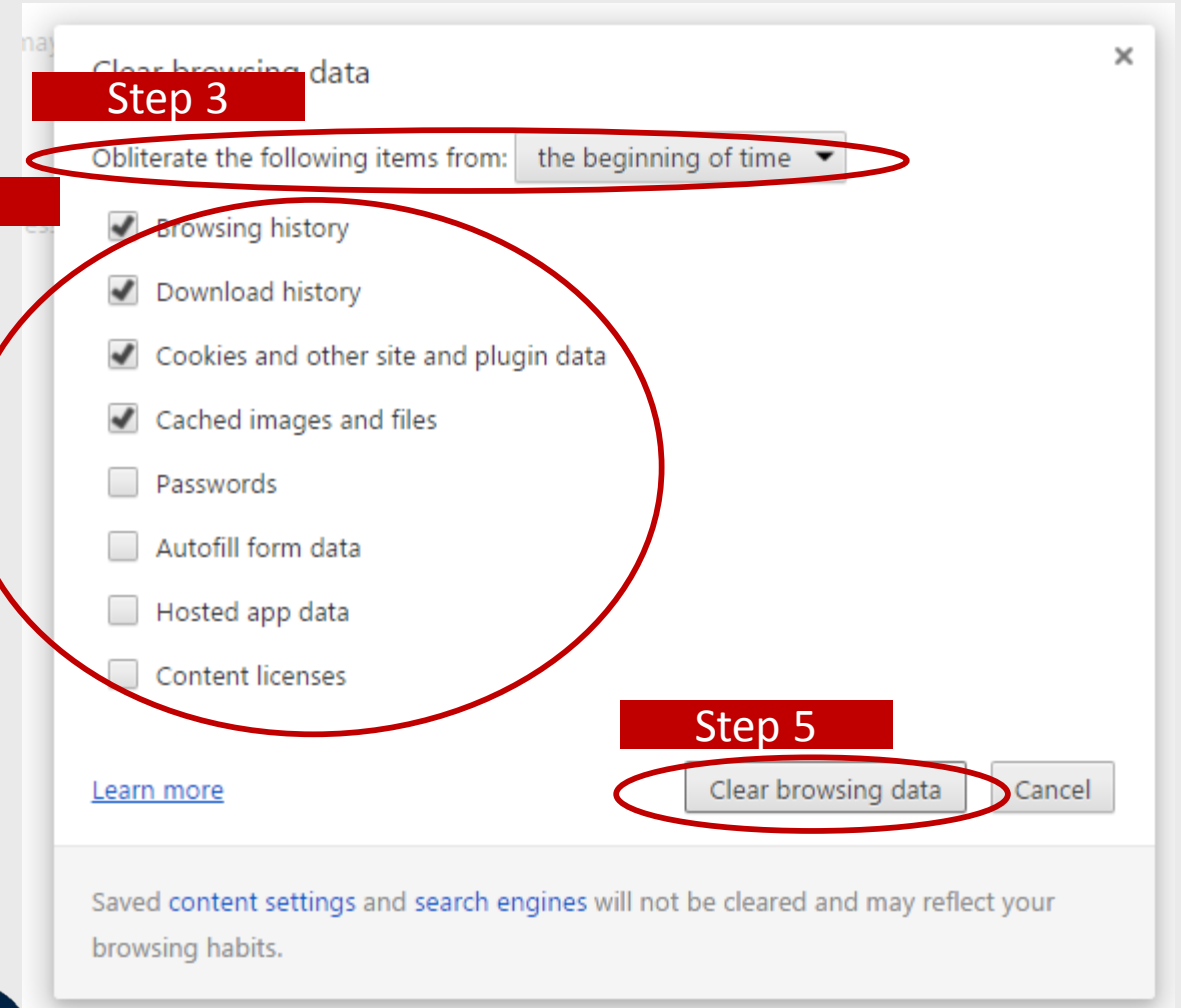 may
Clear browsing data
Step 3
Obliterate the following items from: the beginning of time
Browsing history
Download history
Cookies and other site and plugin data
Cached images and files
Passwords
Autofill form data
Hosted app data
Content licenses
Step 5
Learn more
Clear browsing data
Cancel
Saved content settings and search engines will not be cleared and may reflect your
browsing habits.